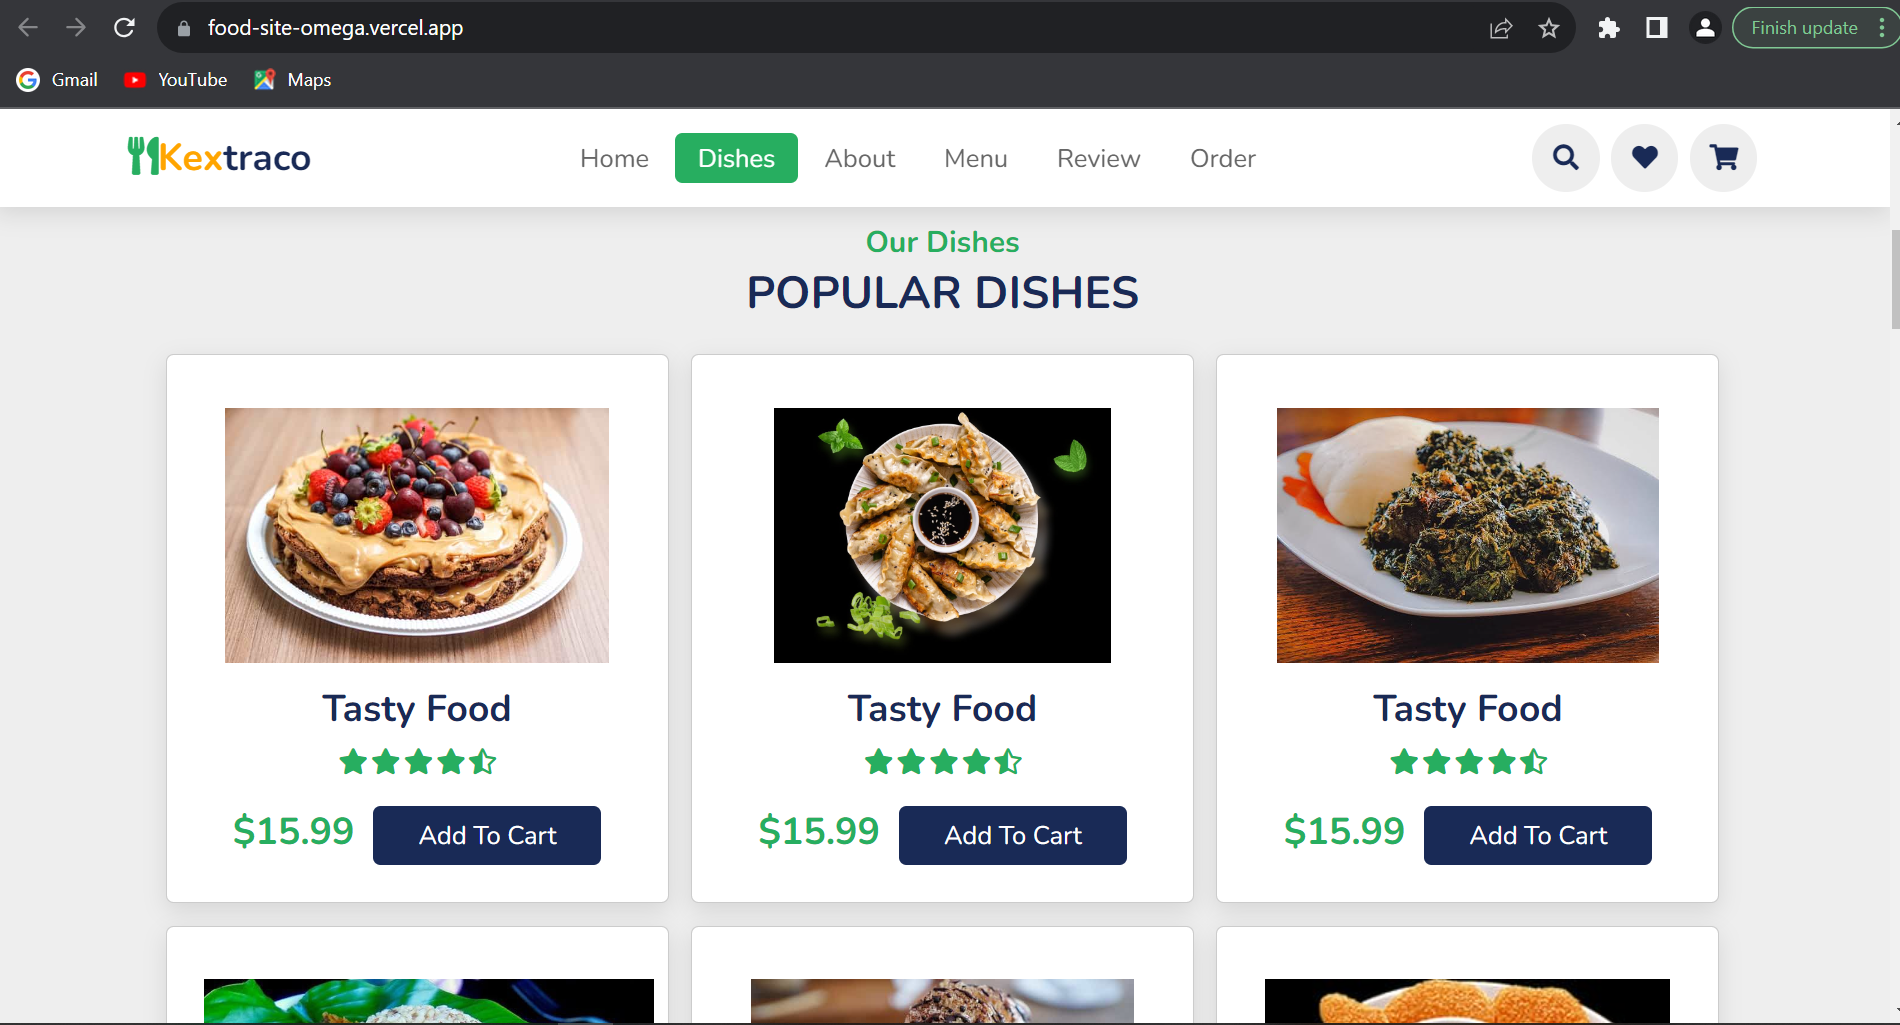 food-site-omega.vercel.app
Finish update
Gmail YouTube Maps
Kextraco Home Dishes About Menu Review Order
Our Dishes
POPULAR DISHES
Tasty Food Tasty Food Tasty Food
$15.99 Add To Cart $15.99 Add To Cart $15.99 Add To Cart